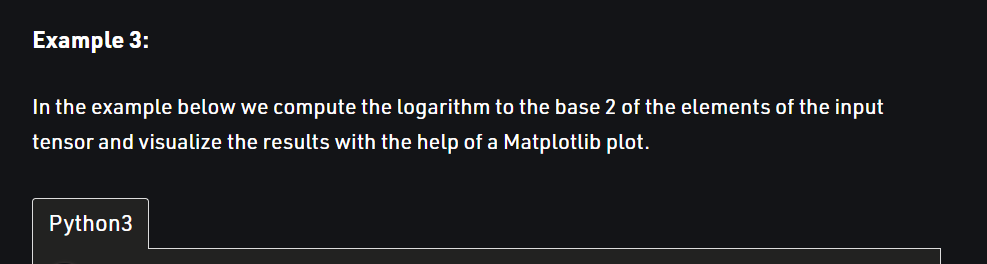 Example 3:
In the example below we compute the logarithm to the base 2 of the elements of the input
tensor and visualize the results with the help of a Matplotlib plot.
Python3